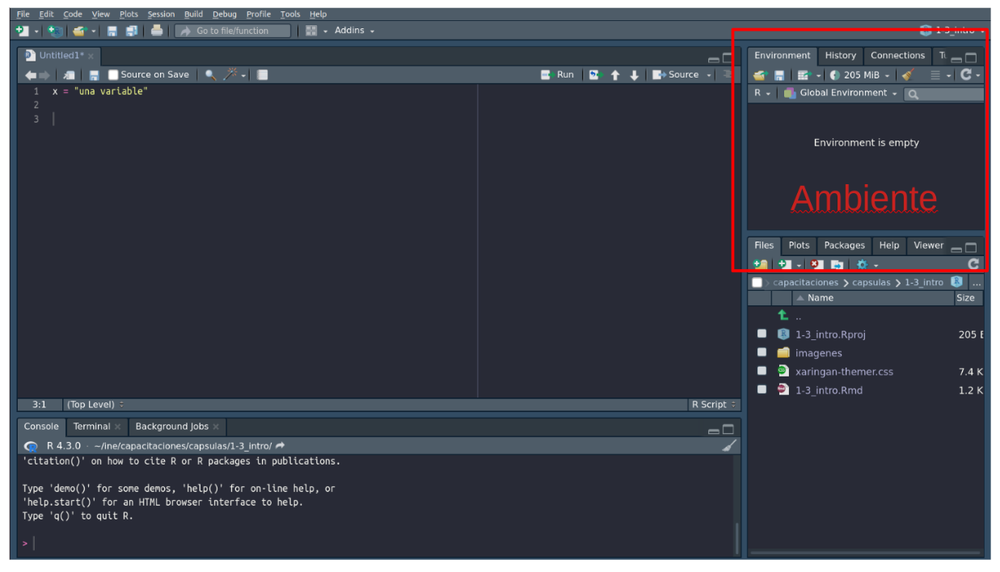 File Edit Code View Plots Session Build Debug Profile Tools Help
Go to file/function Addins 1-3_intro
Untitled1*
Source on Save Run Source
1 x = "una variable"
2
3
3:1 (Top Level) R Script
Console Terminal Background Jobs
R 4.3.0 · ~/ine/capacitaciones/capsulas/1-3_intro/
'citation()' on how to cite R or R packages in publications.
Type 'demo()' for some demos, 'help()' for on-line help, or
'help.start()' for an HTML browser interface to help.
Type 'q()' to quit R.
>
Environment History Connections
205 MiB
R Global Environment
Environment is empty
Ambiente
Files Plots Packages Help Viewer
capacitaciones capsulas 1-3_intro ...
Name Size
..
1-3_intro.Rproj 205
imagenes
xaringan-themer.css 7.4 K
1-3_intro.Rmd 1.2 K